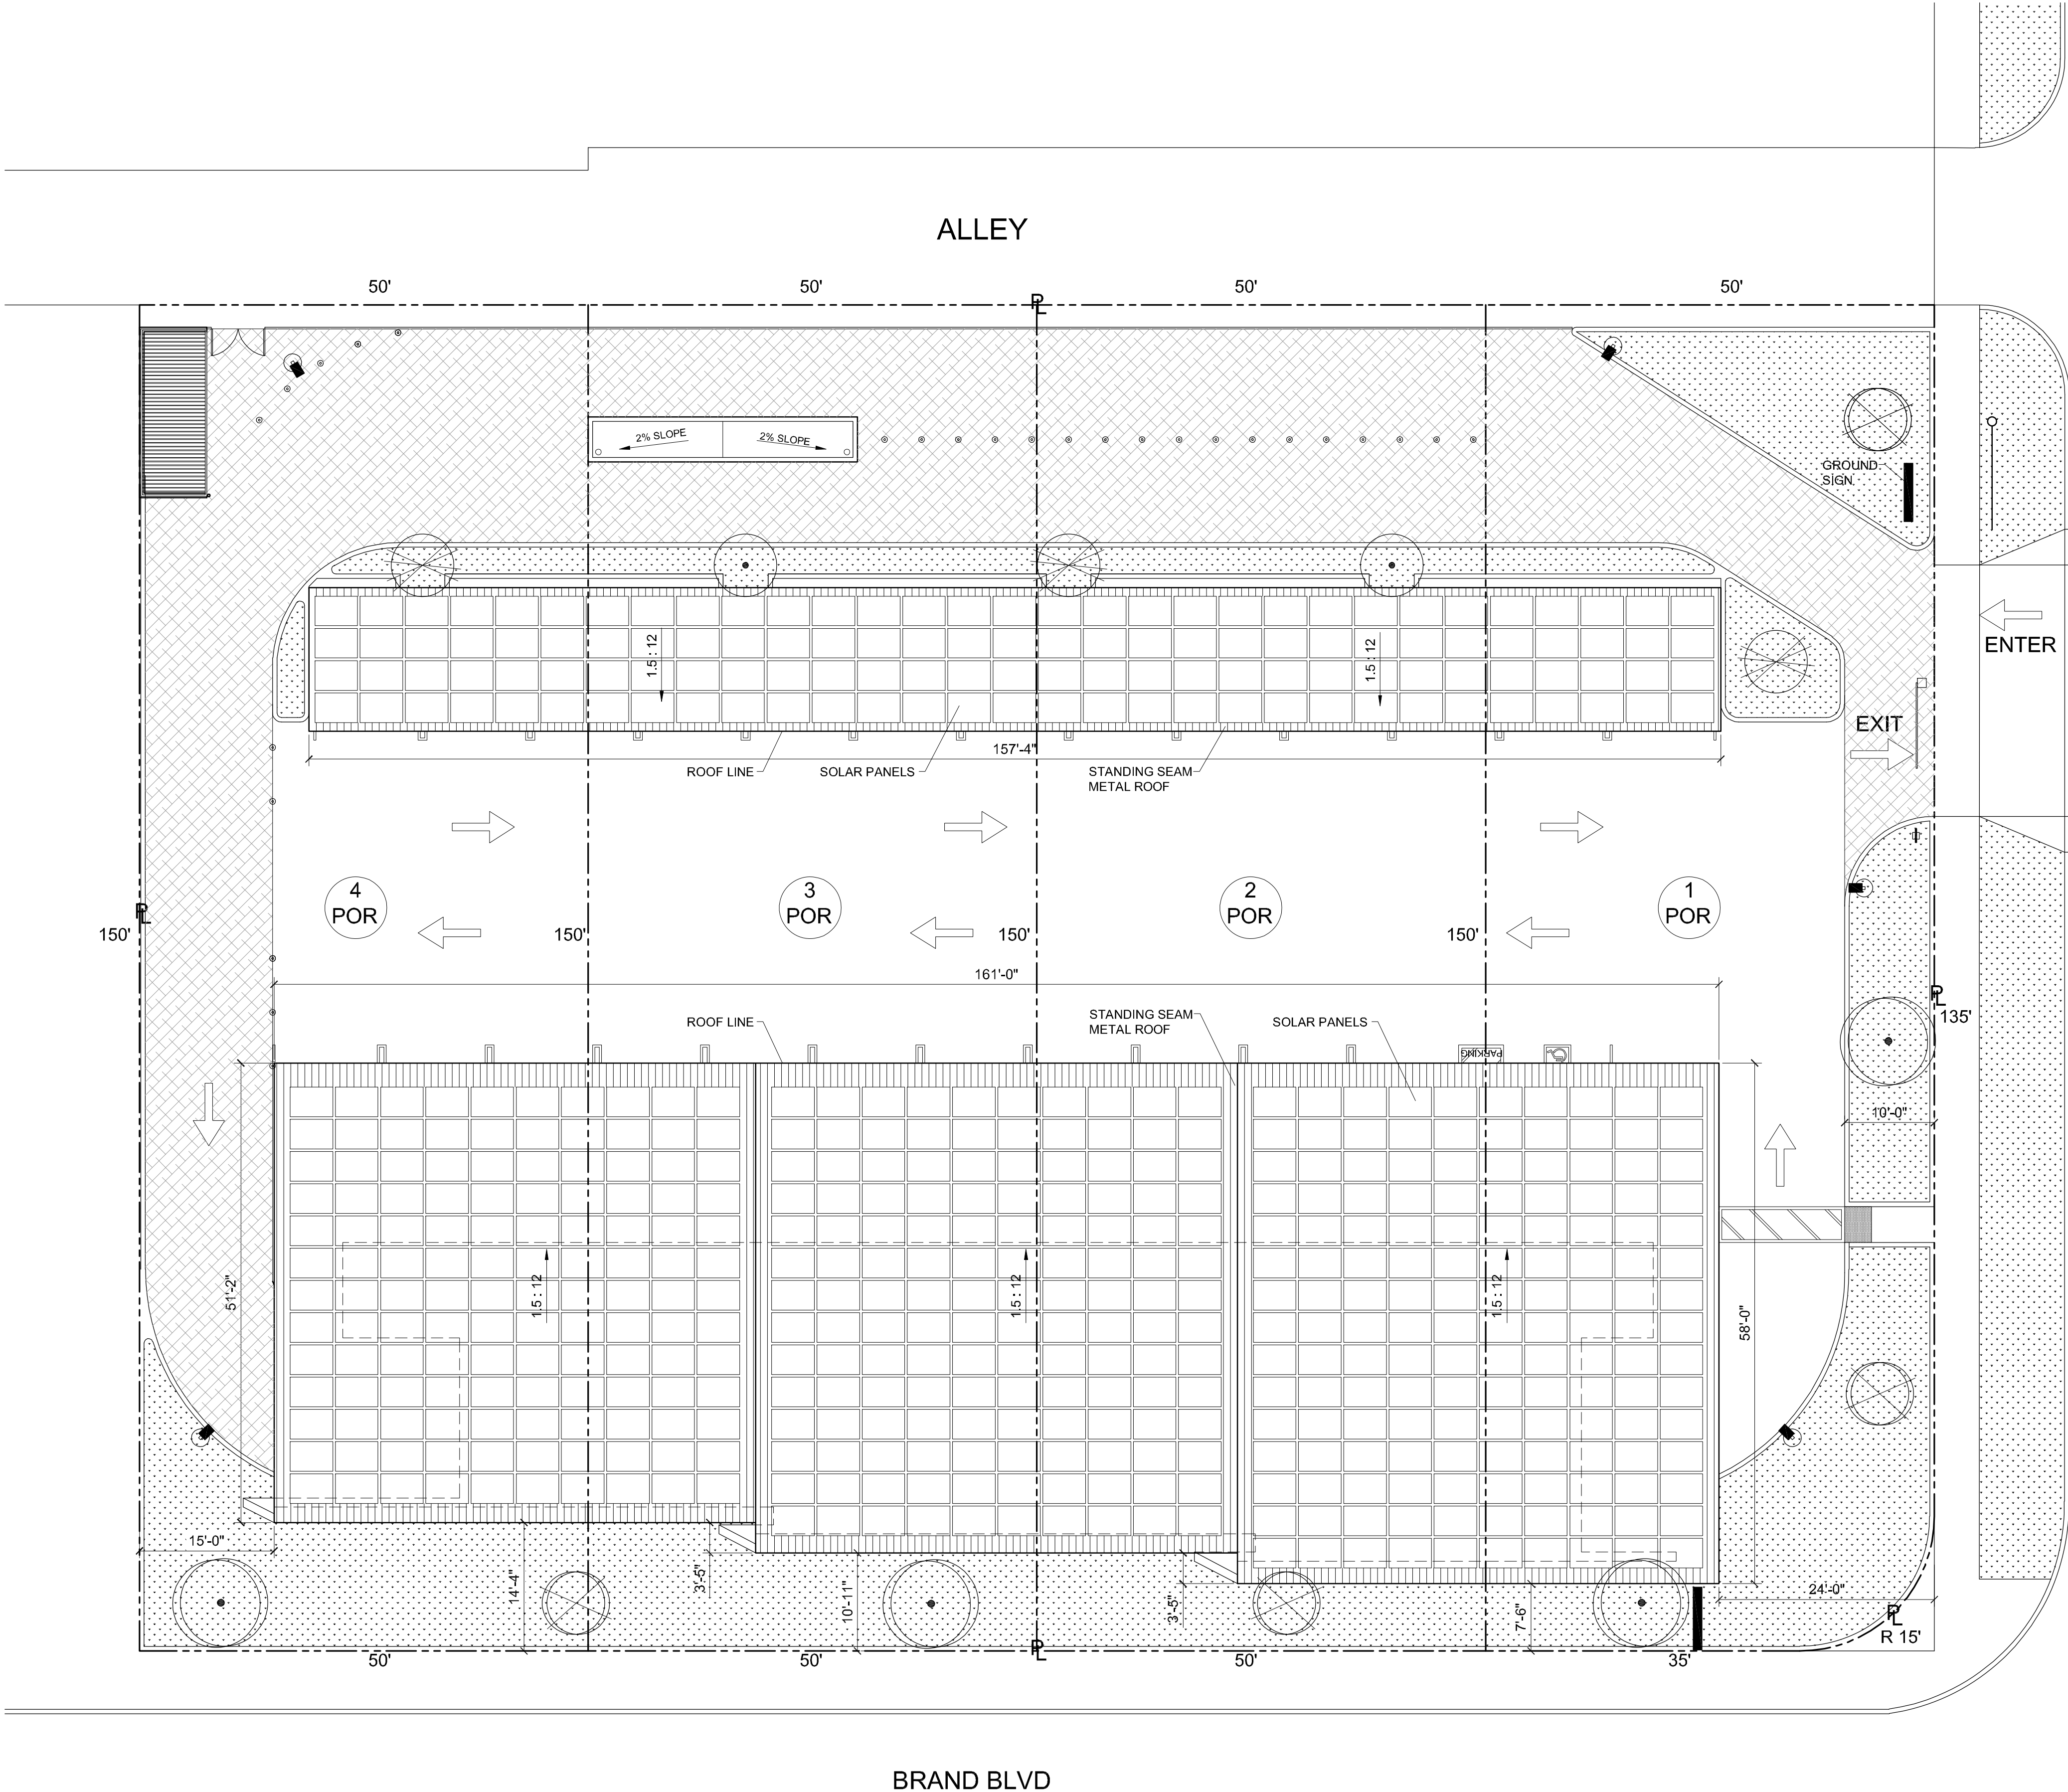 ALLEY
50'
50'
50'
50'
PL
2% SLOPE
2% SLOPE
GROUND
SIGN
ENTER
1.5 : 12
1.5 : 12
EXIT
157'-4"
ROOF LINE
SOLAR PANELS
STANDING SEAM
METAL ROOF
4
POR
3
POR
2
POR
1
POR
PL
150'
150'
150'
150'
161'-0"
PL
135'
ROOF LINE
STANDING SEAM
METAL ROOF
SOLAR PANELS
PARKING
10'-0"
51'-2"
1.5 : 12
1.5 : 12
1.5 : 12
58'-0"
15'-0"
14'-4"
3'-5"
10'-11"
3'-5"
7'-6"
24'-0"
PL
R 15'
50'
50'
PL
50'
35'
BRAND BLVD